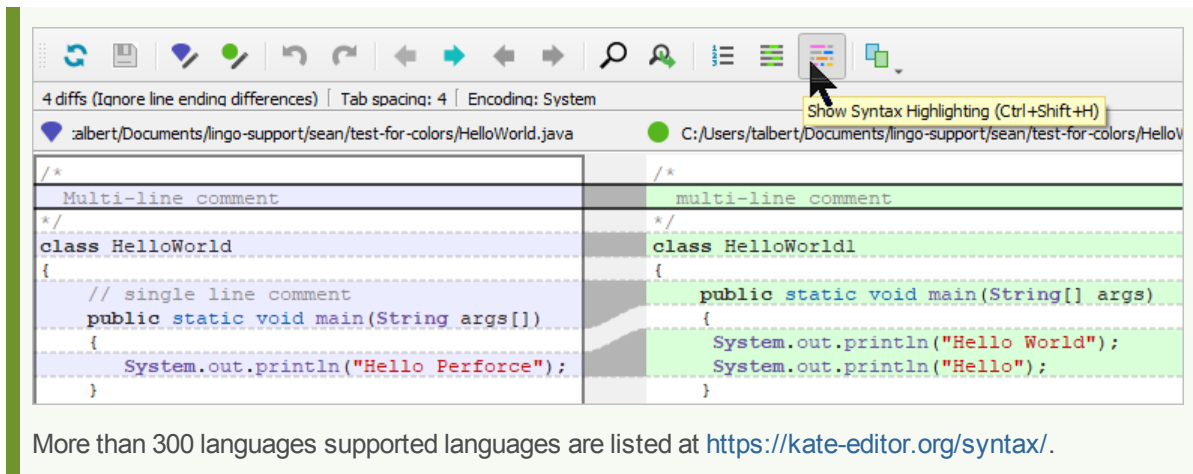 4 diffs (Ignore line ending differences) Tab spacing: 4 Encoding: System
Show Syntax Highlighting (Ctrl+Shift+H)
:albert/Documents/lingo-support/sean/test-for-colors/HelloWorld.java
C:/Users/talbert/Documents/lingo-support/sean/test-for-colors/HelloW
/*
Multi-line comment
*/
class HelloWorld
{
// single line comment
public static void main(String args[])
{
System.out.println("Hello Perforce");
}
/*
multi-line comment
*/
class HelloWorld1
{
public static void main(String[] args)
{
System.out.println("Hello World");
System.out.println("Hello");
}
More than 300 languages supported languages are listed at https://kate-editor.org/syntax/.